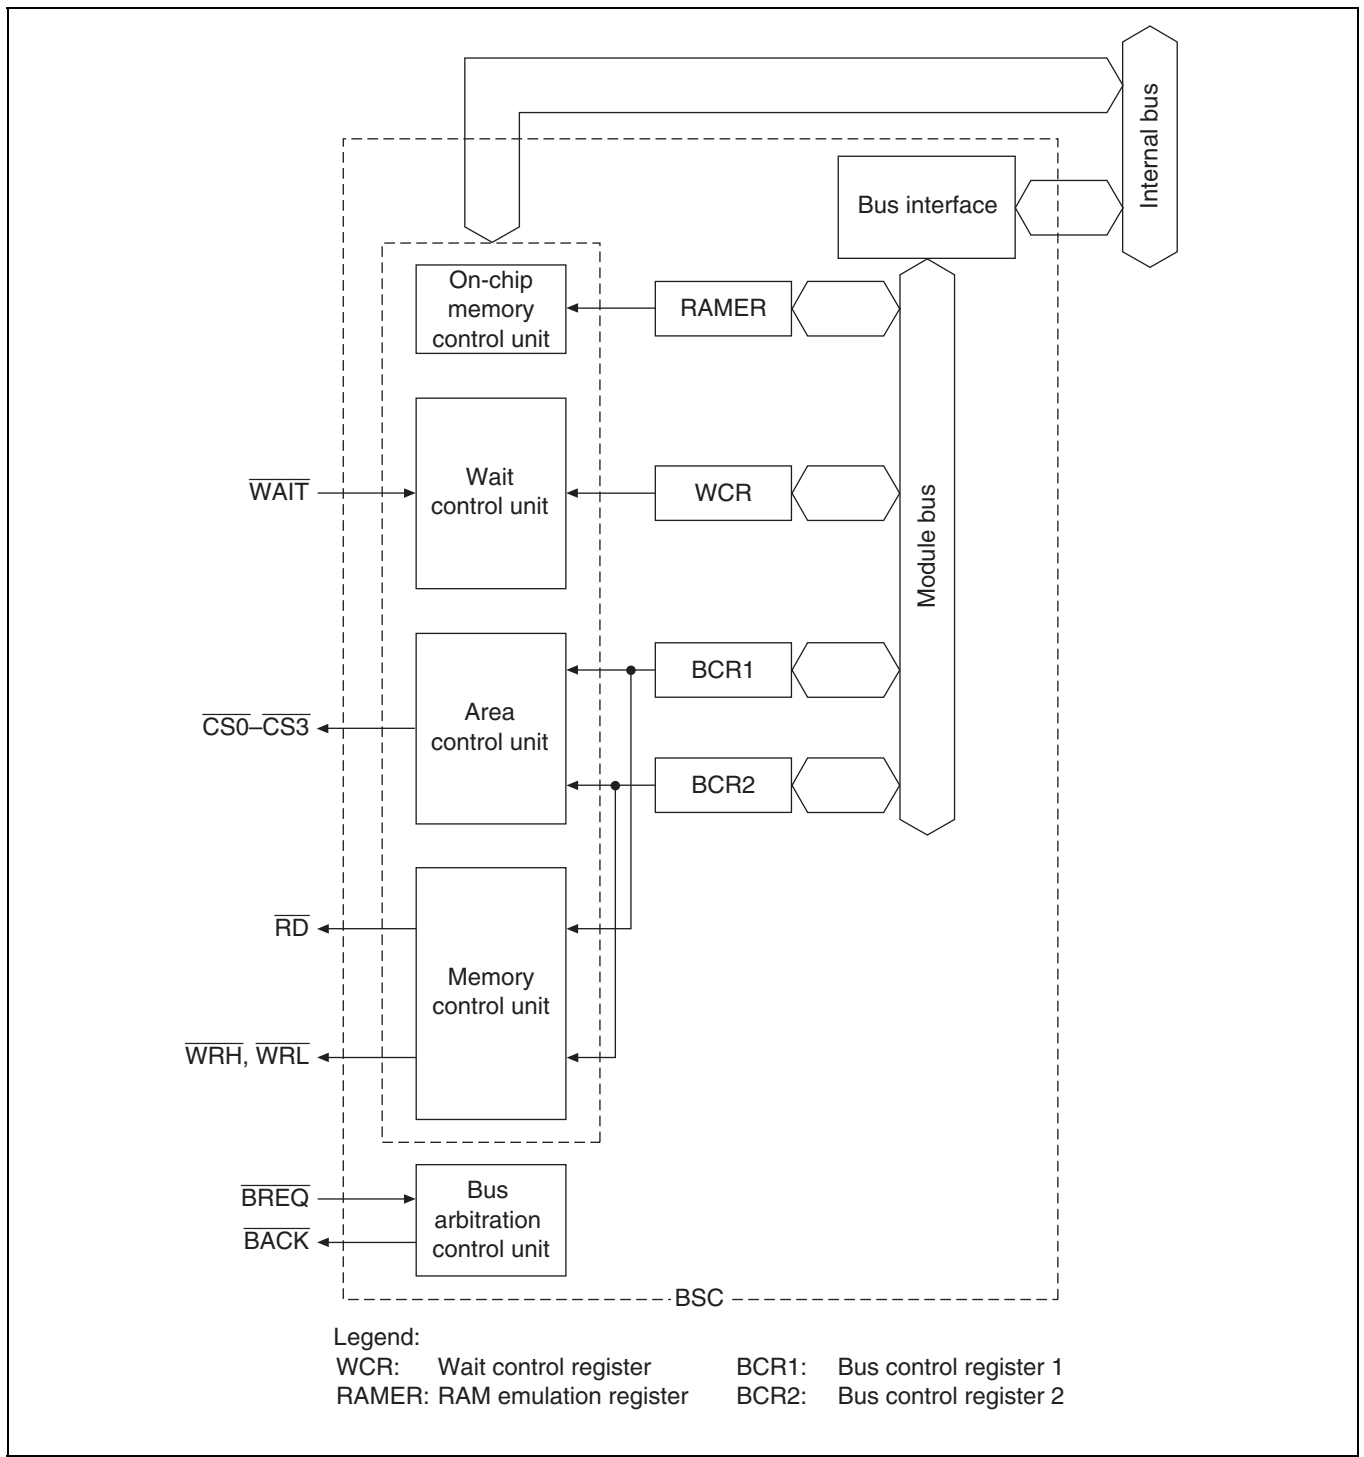 Internal bus
Bus interface
On-chip
memory
control unit
RAMER
WAIT
Wait
control unit
WCR
Module bus
BCR1
CS0–CS3
Area
control unit
BCR2
RD
Memory
control unit
WRH, WRL
BREQ
BACK
Bus
arbitration
control unit
BSC
Legend:
WCR: Wait control register BCR1: Bus control register 1
RAMER: RAM emulation register BCR2: Bus control register 2